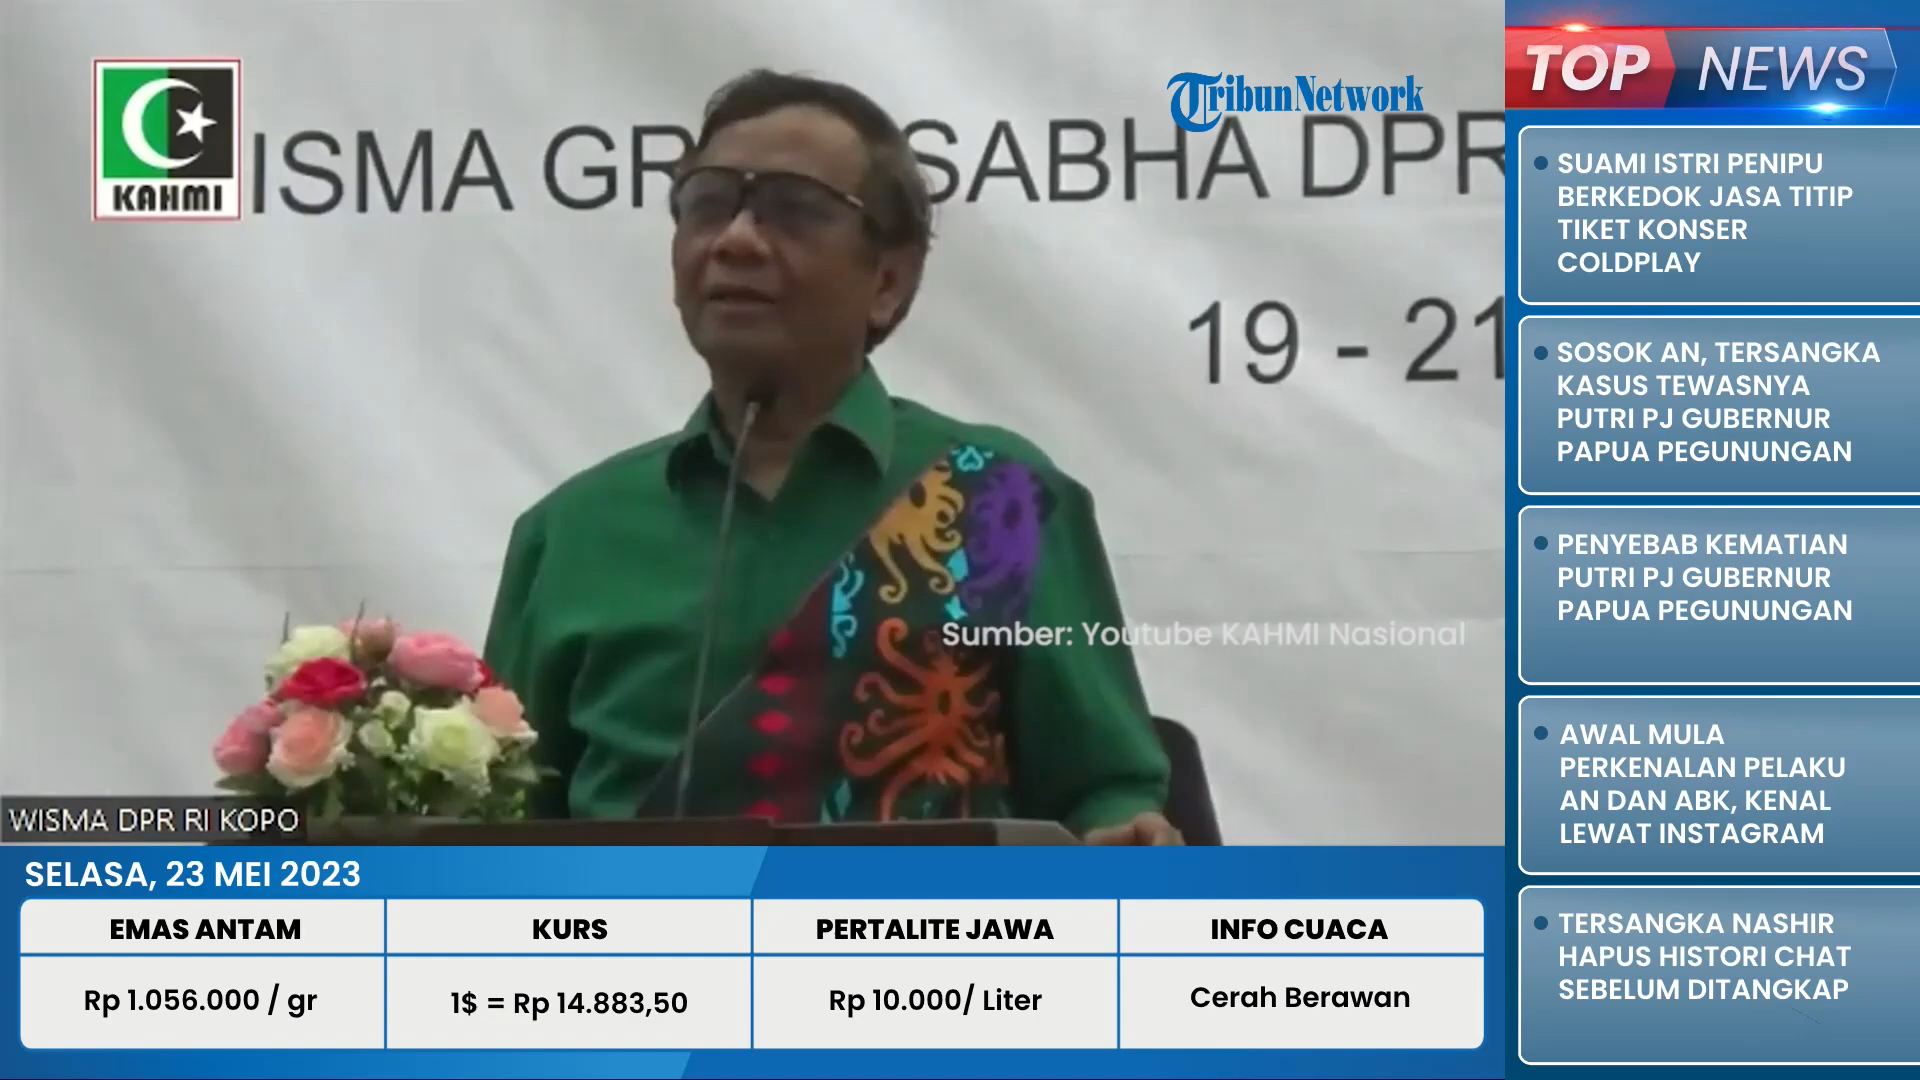 KAHMI
ISMA GR SABHA DPR
19 - 21
TribunNetwork
Sumber: Youtube KAHMI Nasional
WISMA DPR RI KOPO
TOP NEWS
SUAMI ISTRI PENIPU
BERKEDOK JASA TITIP
TIKET KONSER
COLDPLAY
SOSOK AN, TERSANGKA
KASUS TEWASNYA
PUTRI PJ GUBERNUR
PAPUA PEGUNUNGAN
PENYEBAB KEMATIAN
PUTRI PJ GUBERNUR
PAPUA PEGUNUNGAN
AWAL MULA
PERKENALAN PELAKU
AN DAN ABK, KENAL
LEWAT INSTAGRAM
TERSANGKA NASHIR
HAPUS HISTORI CHAT
SEBELUM DITANGKAP
SELASA, 23 MEI 2023
EMAS ANTAM KURS PERTALITE JAWA INFO CUACA
Rp 1.056.000 / gr 1$ = Rp 14.883,50 Rp 10.000/ Liter Cerah Berawan